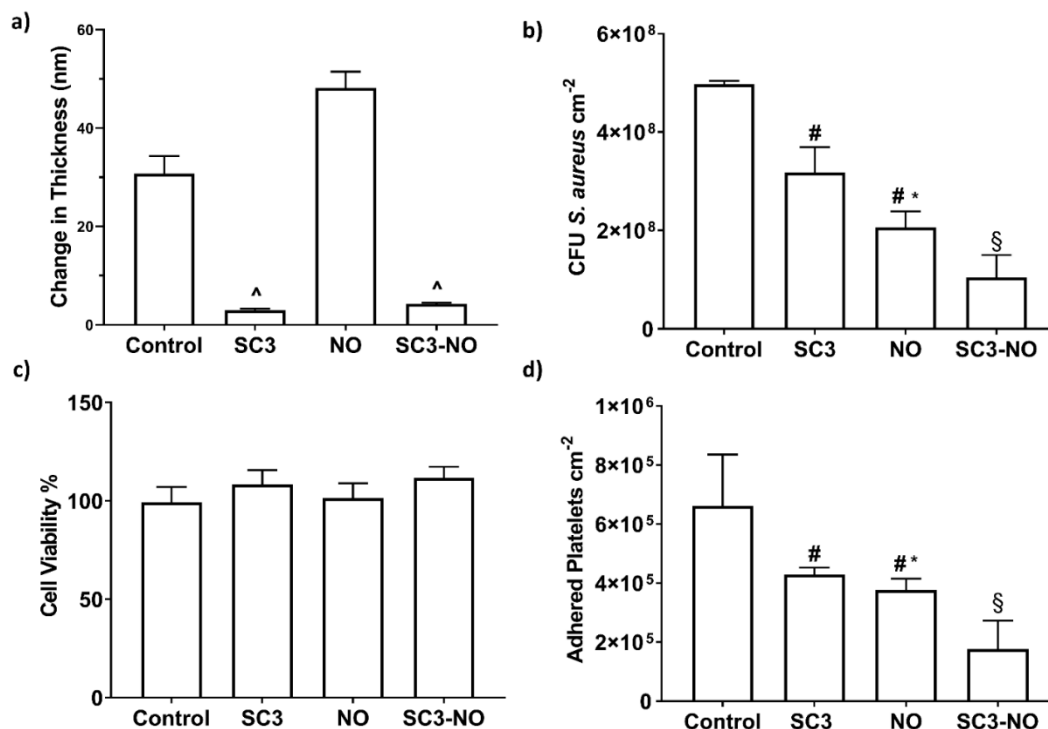 a)
Change in Thickness (nm)
60
40
20
0
^
^
Control SC3 NO SC3-NO
b)
CFU S. aureus cm⁻²
6×10⁸
4×10⁸
2×10⁸
0
#
# *
§
Control SC3 NO SC3-NO
c)
Cell Viability %
150
100
50
0
Control SC3 NO SC3-NO
d)
Adhered Platelets cm⁻²
1×10⁶
8×10⁵
6×10⁵
4×10⁵
2×10⁵
0
#
# *
§
Control SC3 NO SC3-NO